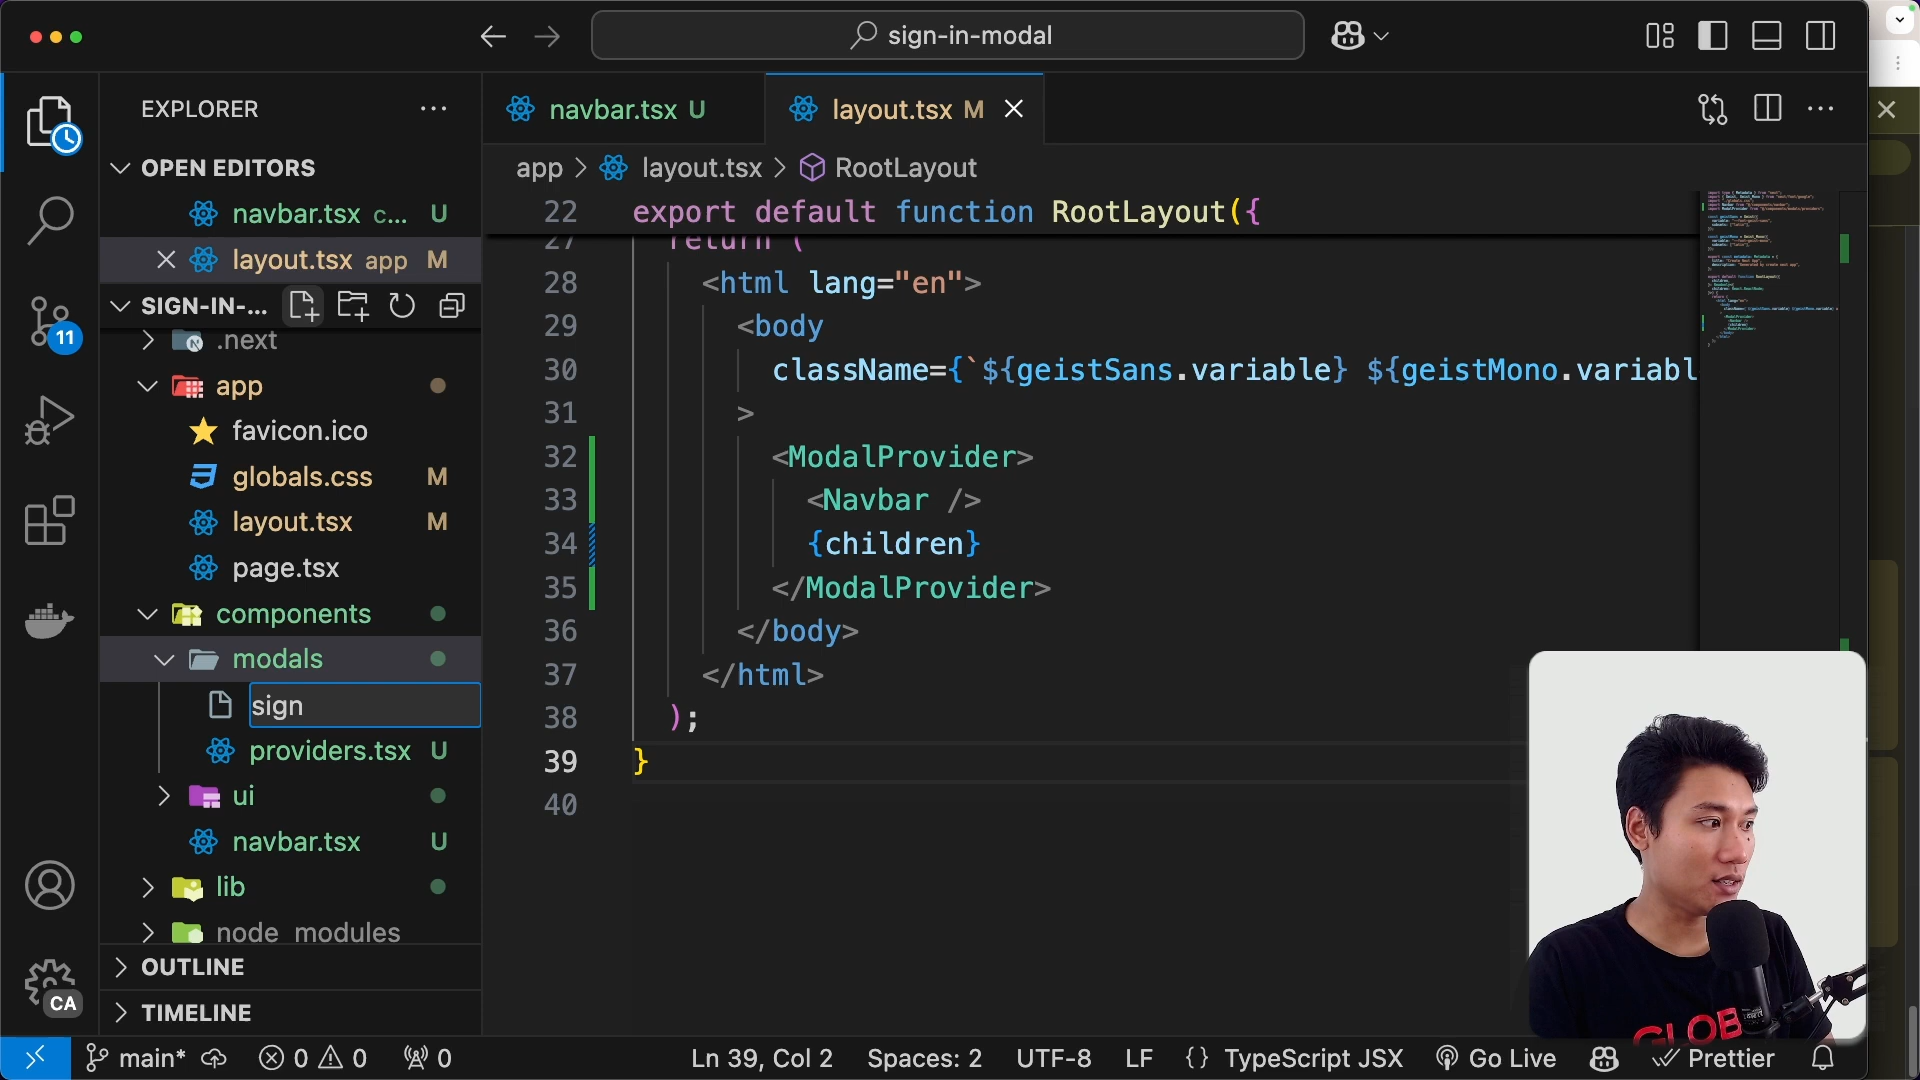 sign-in-modal
EXPLORER
navbar.tsx U
layout.tsx M
OPEN EDITORS
navbar.tsx c... U
layout.tsx app M
app > layout.tsx > RootLayout
SIGN-IN-...
.next
app
favicon.ico
globals.css M
layout.tsx M
page.tsx
components
modals
sign
providers.tsx U
ui
navbar.tsx U
lib
node_modules
OUTLINE
TIMELINE
11
CA
22 export default function RootLayout({
27 return (
28 <html lang="en">
29 <body
30 className={`${geistSans.variable} ${geistMono.variabl
31 >
32 <ModalProvider>
33 <Navbar />
34 {children}
35 </ModalProvider>
36 </body>
37 </html>
38 );
39 }
40
GLOB
main* 0 0 0 Ln 39, Col 2 Spaces: 2 UTF-8 LF {} TypeScript JSX Go Live Prettier